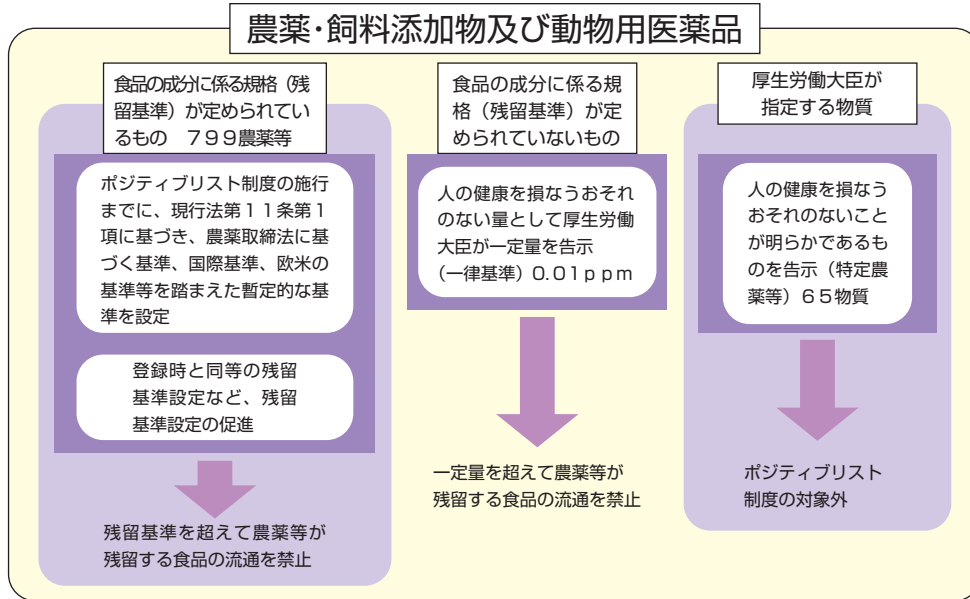 農薬・飼料添加物及び動物用医薬品
食品の成分に係る規格（残
留基準）が定められてい
るもの　７９９農薬等
ポジティブリスト制度の施行
までに、現行法第１１条第１
項に基づき、農薬取締法に基
づく基準、国際基準、欧米の
基準等を踏まえた暫定的な基
準を設定
登録時と同等の残留
基準設定など、残留
基準設定の促進
残留基準を超えて農薬等が
残留する食品の流通を禁止
食品の成分に係る規
格（残留基準）が定
められていないもの
人の健康を損なうおそれ
のない量として厚生労働
大臣が一定量を告示
（一律基準）０.０１ｐｐｍ
一定量を超えて農薬等が
残留する食品の流通を禁止
厚生労働大臣が
指定する物質
人の健康を損なう
おそれのないこと
が明らかであるも
のを告示（特定農
薬等）６５物質
ポジティブリスト
制度の対象外